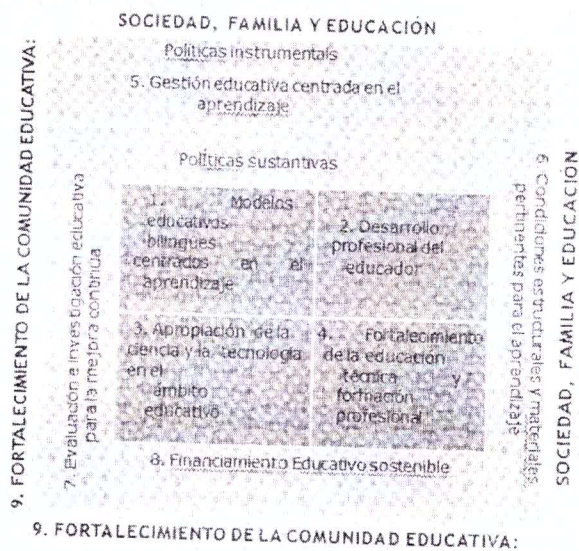 SOCIEDAD, FAMILIA Y EDUCACIÓN
Políticas instrumentals
5. Gestión educativa centrada en el
aprendizaje
Políticas sustantivas
1. Modelos
educativos
bilingues
centrados en el
aprendizaje
2. Desarrollo
profesional del
educador
3. Apropiación de la
ciencia y la tecnología
en el
ámbito
educativo
4. Fortalecimiento
de la educación
técnica y
formación
profesional
8. Financiamiento Educativo sostenible
9. FORTALECIMIENTO DE LA COMUNIDAD EDUCATIVA:
7. Evaluación e investigación educativa
para la mejora continua
6. Condiciones estructurales y materiales
pertinentes para el aprendizaje
SOCIEDAD, FAMILIA Y EDUCACIÓN
9. FORTALECIMIENTO DE LA COMUNIDAD EDUCATIVA: